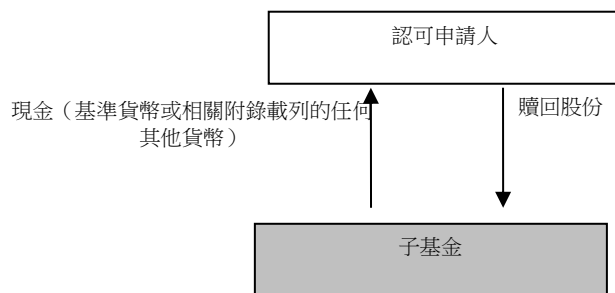 認可申請人
現金（基準貨幣或相關附錄載列的任何
其他貨幣）
贖回股份
子基金